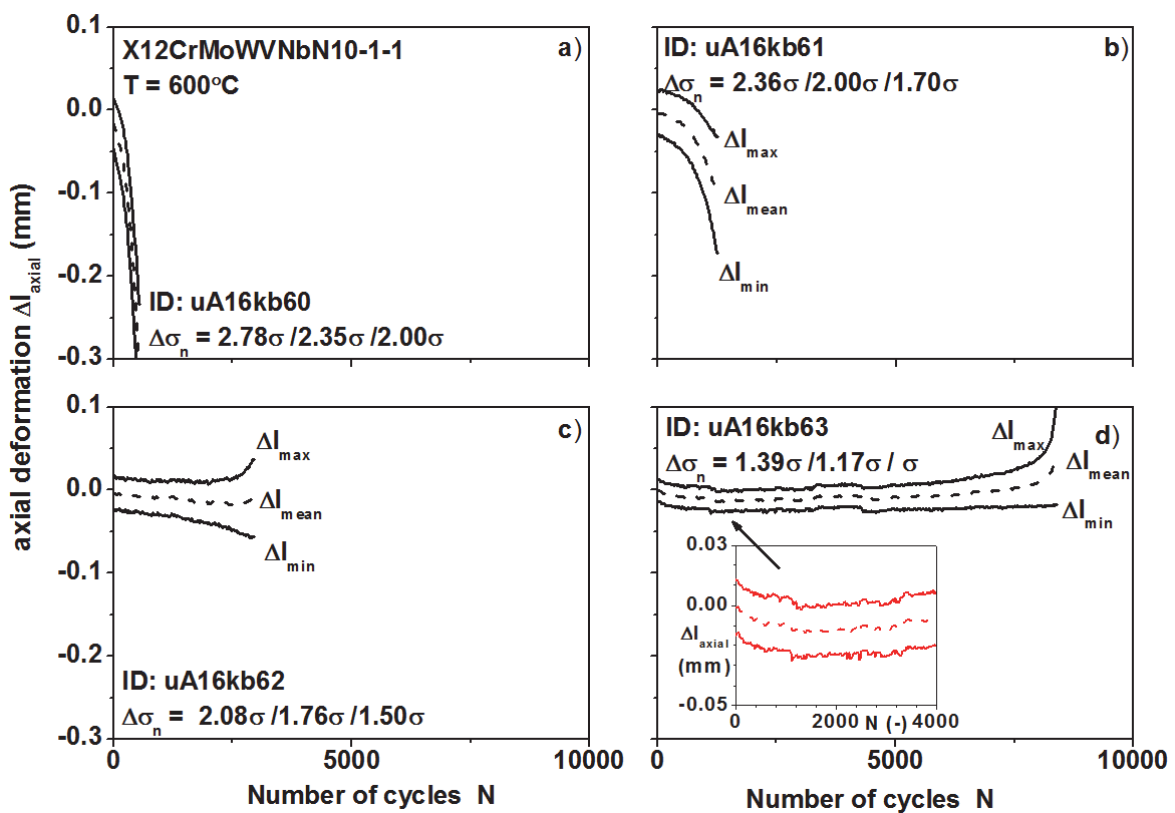 X12CrMoWVNbN10-1-1
T = 600°C
a)
0.1
0.0
-0.1
-0.2
-0.3
ID: uA16kb60
Δσn = 2.78σ/2.35σ/2.00σ
0
5000
10000
ID: uA16kb61
b)
Δσn = 2.36σ/2.00σ/1.70σ
Δlmax
Δlmean
Δlmin
axial deformation Δlaxial (mm)
0.1
0.0
-0.1
-0.2
-0.3
c)
Δlmax
Δlmean
Δlmin
ID: uA16kb62
Δσn = 2.08σ/1.76σ/1.50σ
0
5000
10000
Number of cycles N
ID: uA16kb63
d)
Δσn = 1.39σ/1.17σ/ σ
Δlmax
Δlmean
Δlmin
0.03
0.00
Δlaxial
(mm)
-0.05
0
2000
N (-)
4000
0
5000
10000
Number of cycles N